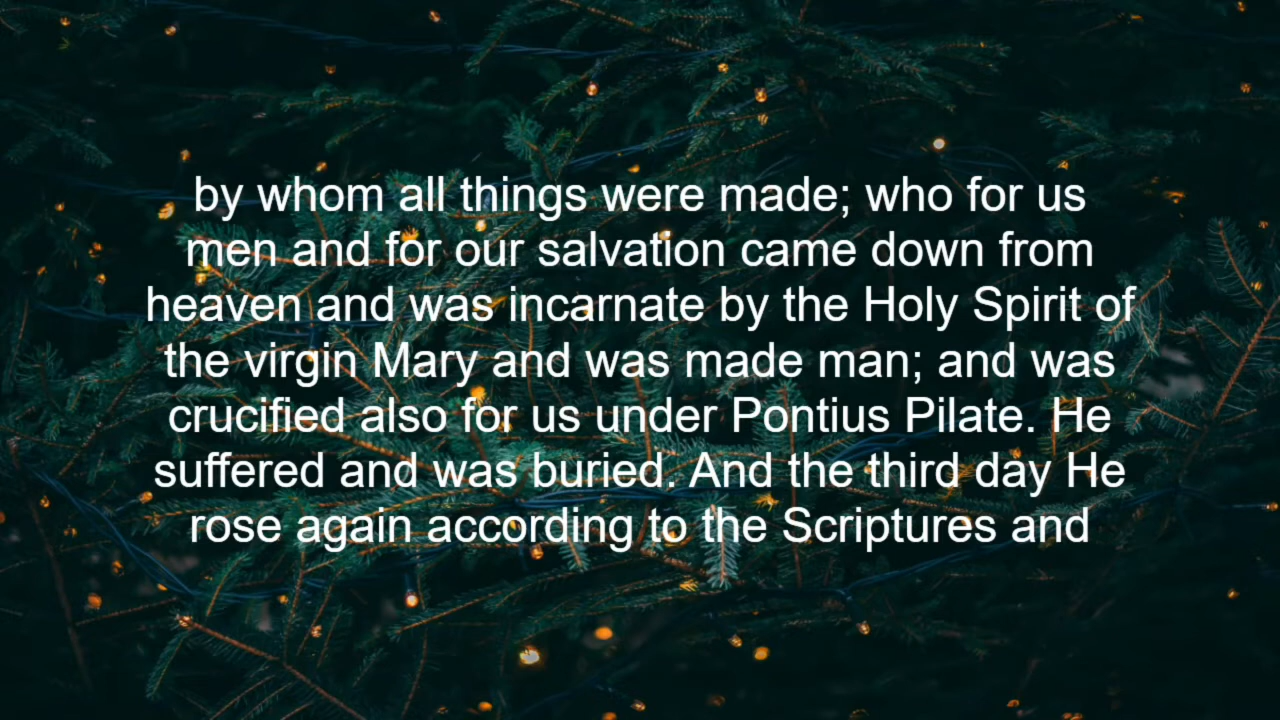 by whom all things were made; who for us
men and for our salvation came down from
heaven and was incarnate by the Holy Spirit of
the virgin Mary and was made man; and was
crucified also for us under Pontius Pilate. He
suffered and was buried. And the third day He
rose again according to the Scriptures and